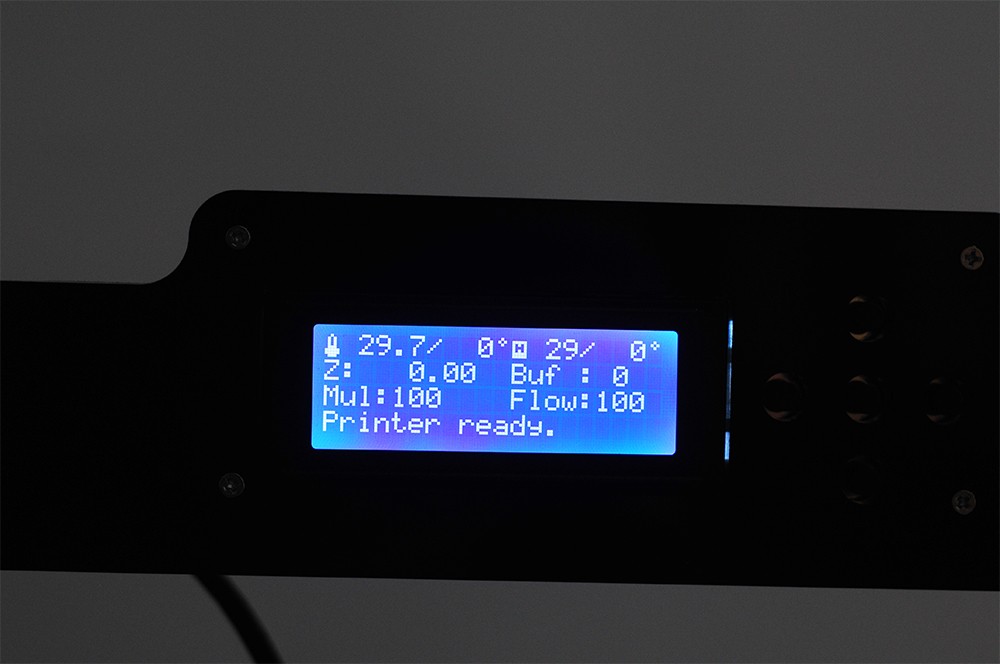 29.7/ 0° 29/ 0°
Z: 0.00 Buf : 0
Mul:100 Flow:100
Printer ready.